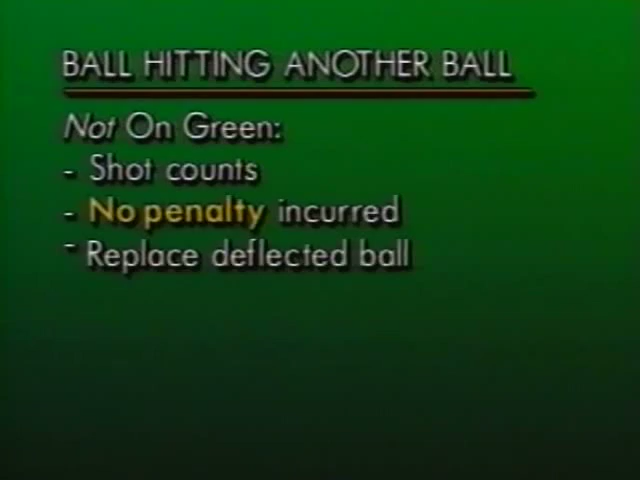 BALL HITTING ANOTHER BALL
Not On Green:
- Shot counts
- No penalty incurred
- Replace deflected ball